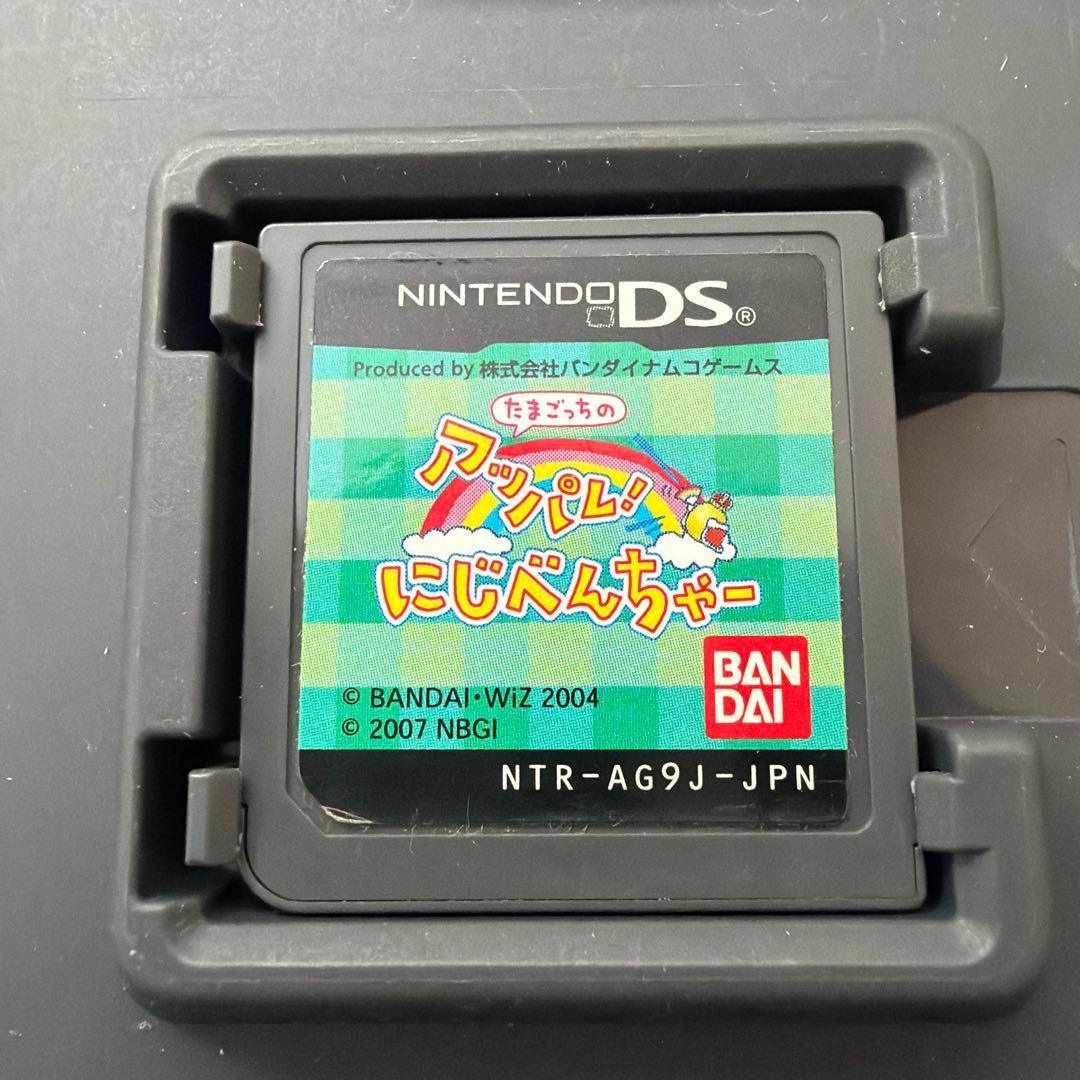 NINTENDO DS®
Produced by 株式会社バンダイナムコゲームス
たまごっちの
アッパレ!
にじべんちゃー
© BANDAI・WiZ 2004
© 2007 NBGI
BAN
DAI
NTR-AG9J-JPN